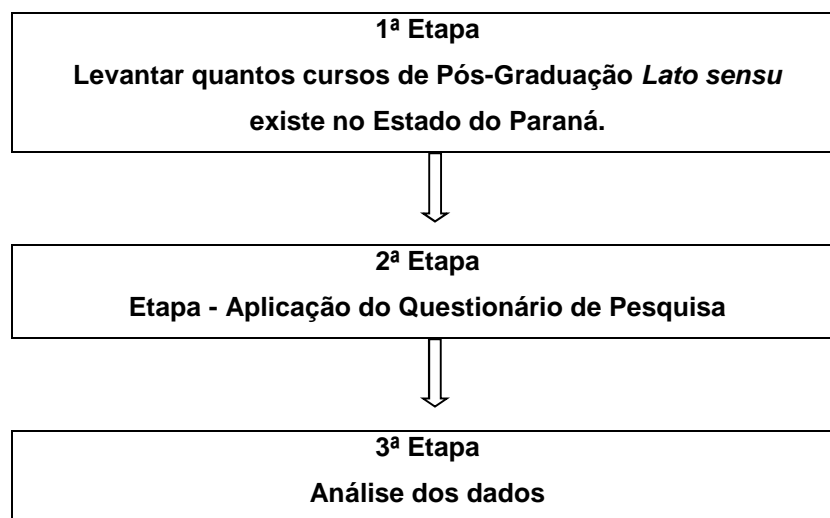 1ª Etapa
Levantar quantos cursos de Pós-Graduação Lato sensu
existe no Estado do Paraná.
2ª Etapa
Etapa - Aplicação do Questionário de Pesquisa
3ª Etapa
Análise dos dados